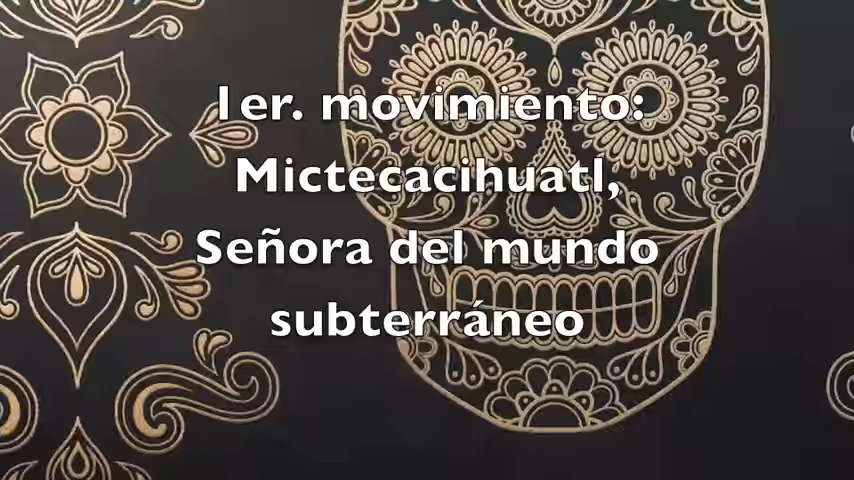 1er. movimiento:
Mictecacihuatl,
Señora del mundo
subterráneo